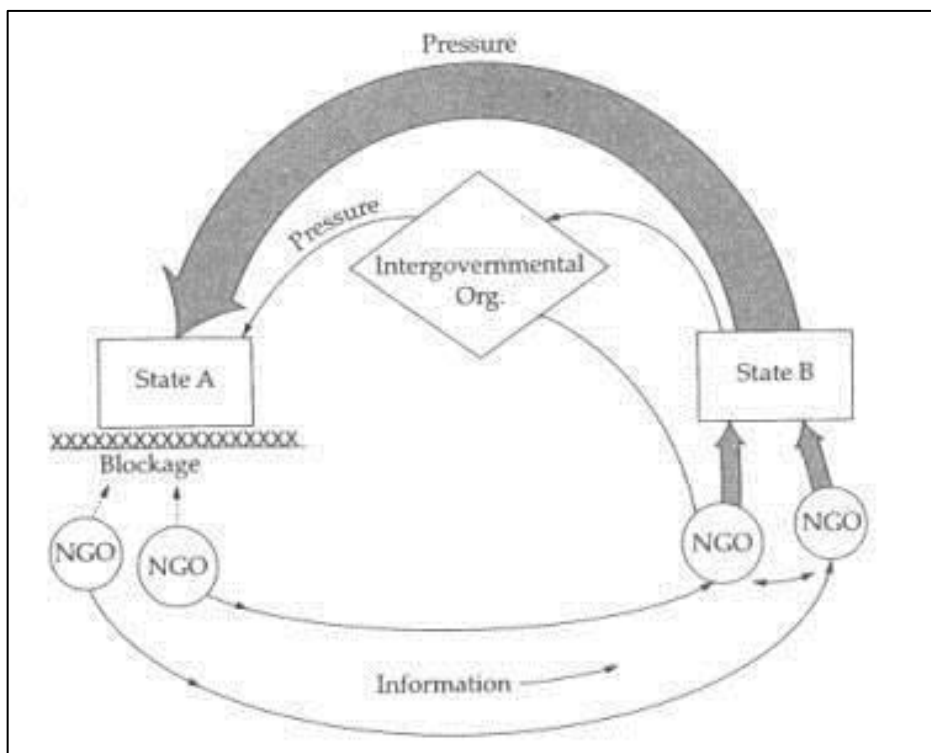 Pressure
Pressure
Intergovernmental
Org.
State A
State B
XXXXXXXXXXXXXXXXXX
Blockage
NGO
NGO
NGO
NGO
Information